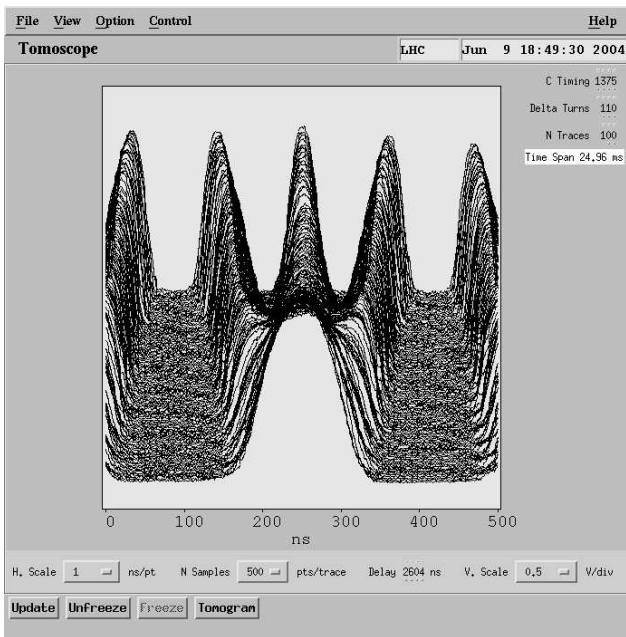 File View Option Control Help
Tomoscope LHC Jun 9 18:49:30 2004
C Timing 1375
Delta Turns 110
N Traces 100
Time Span 24.96 ms
0 100 200 300 400 500
ns
H. Scale 1 ns/pt N Samples 500 pts/trace Delay 2604 ns V. Scale 0.5 V/div
Update Unfreeze Freeze Tomogram